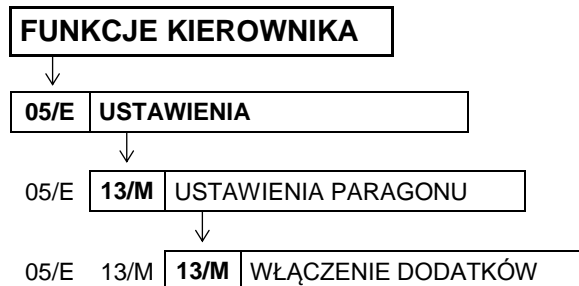 FUNKCJE KIEROWNIKA
05/E USTAWIENIA
05/E 13/M USTAWIENIA PARAGONU
05/E 13/M 13/M WŁĄCZENIE DODATKÓW